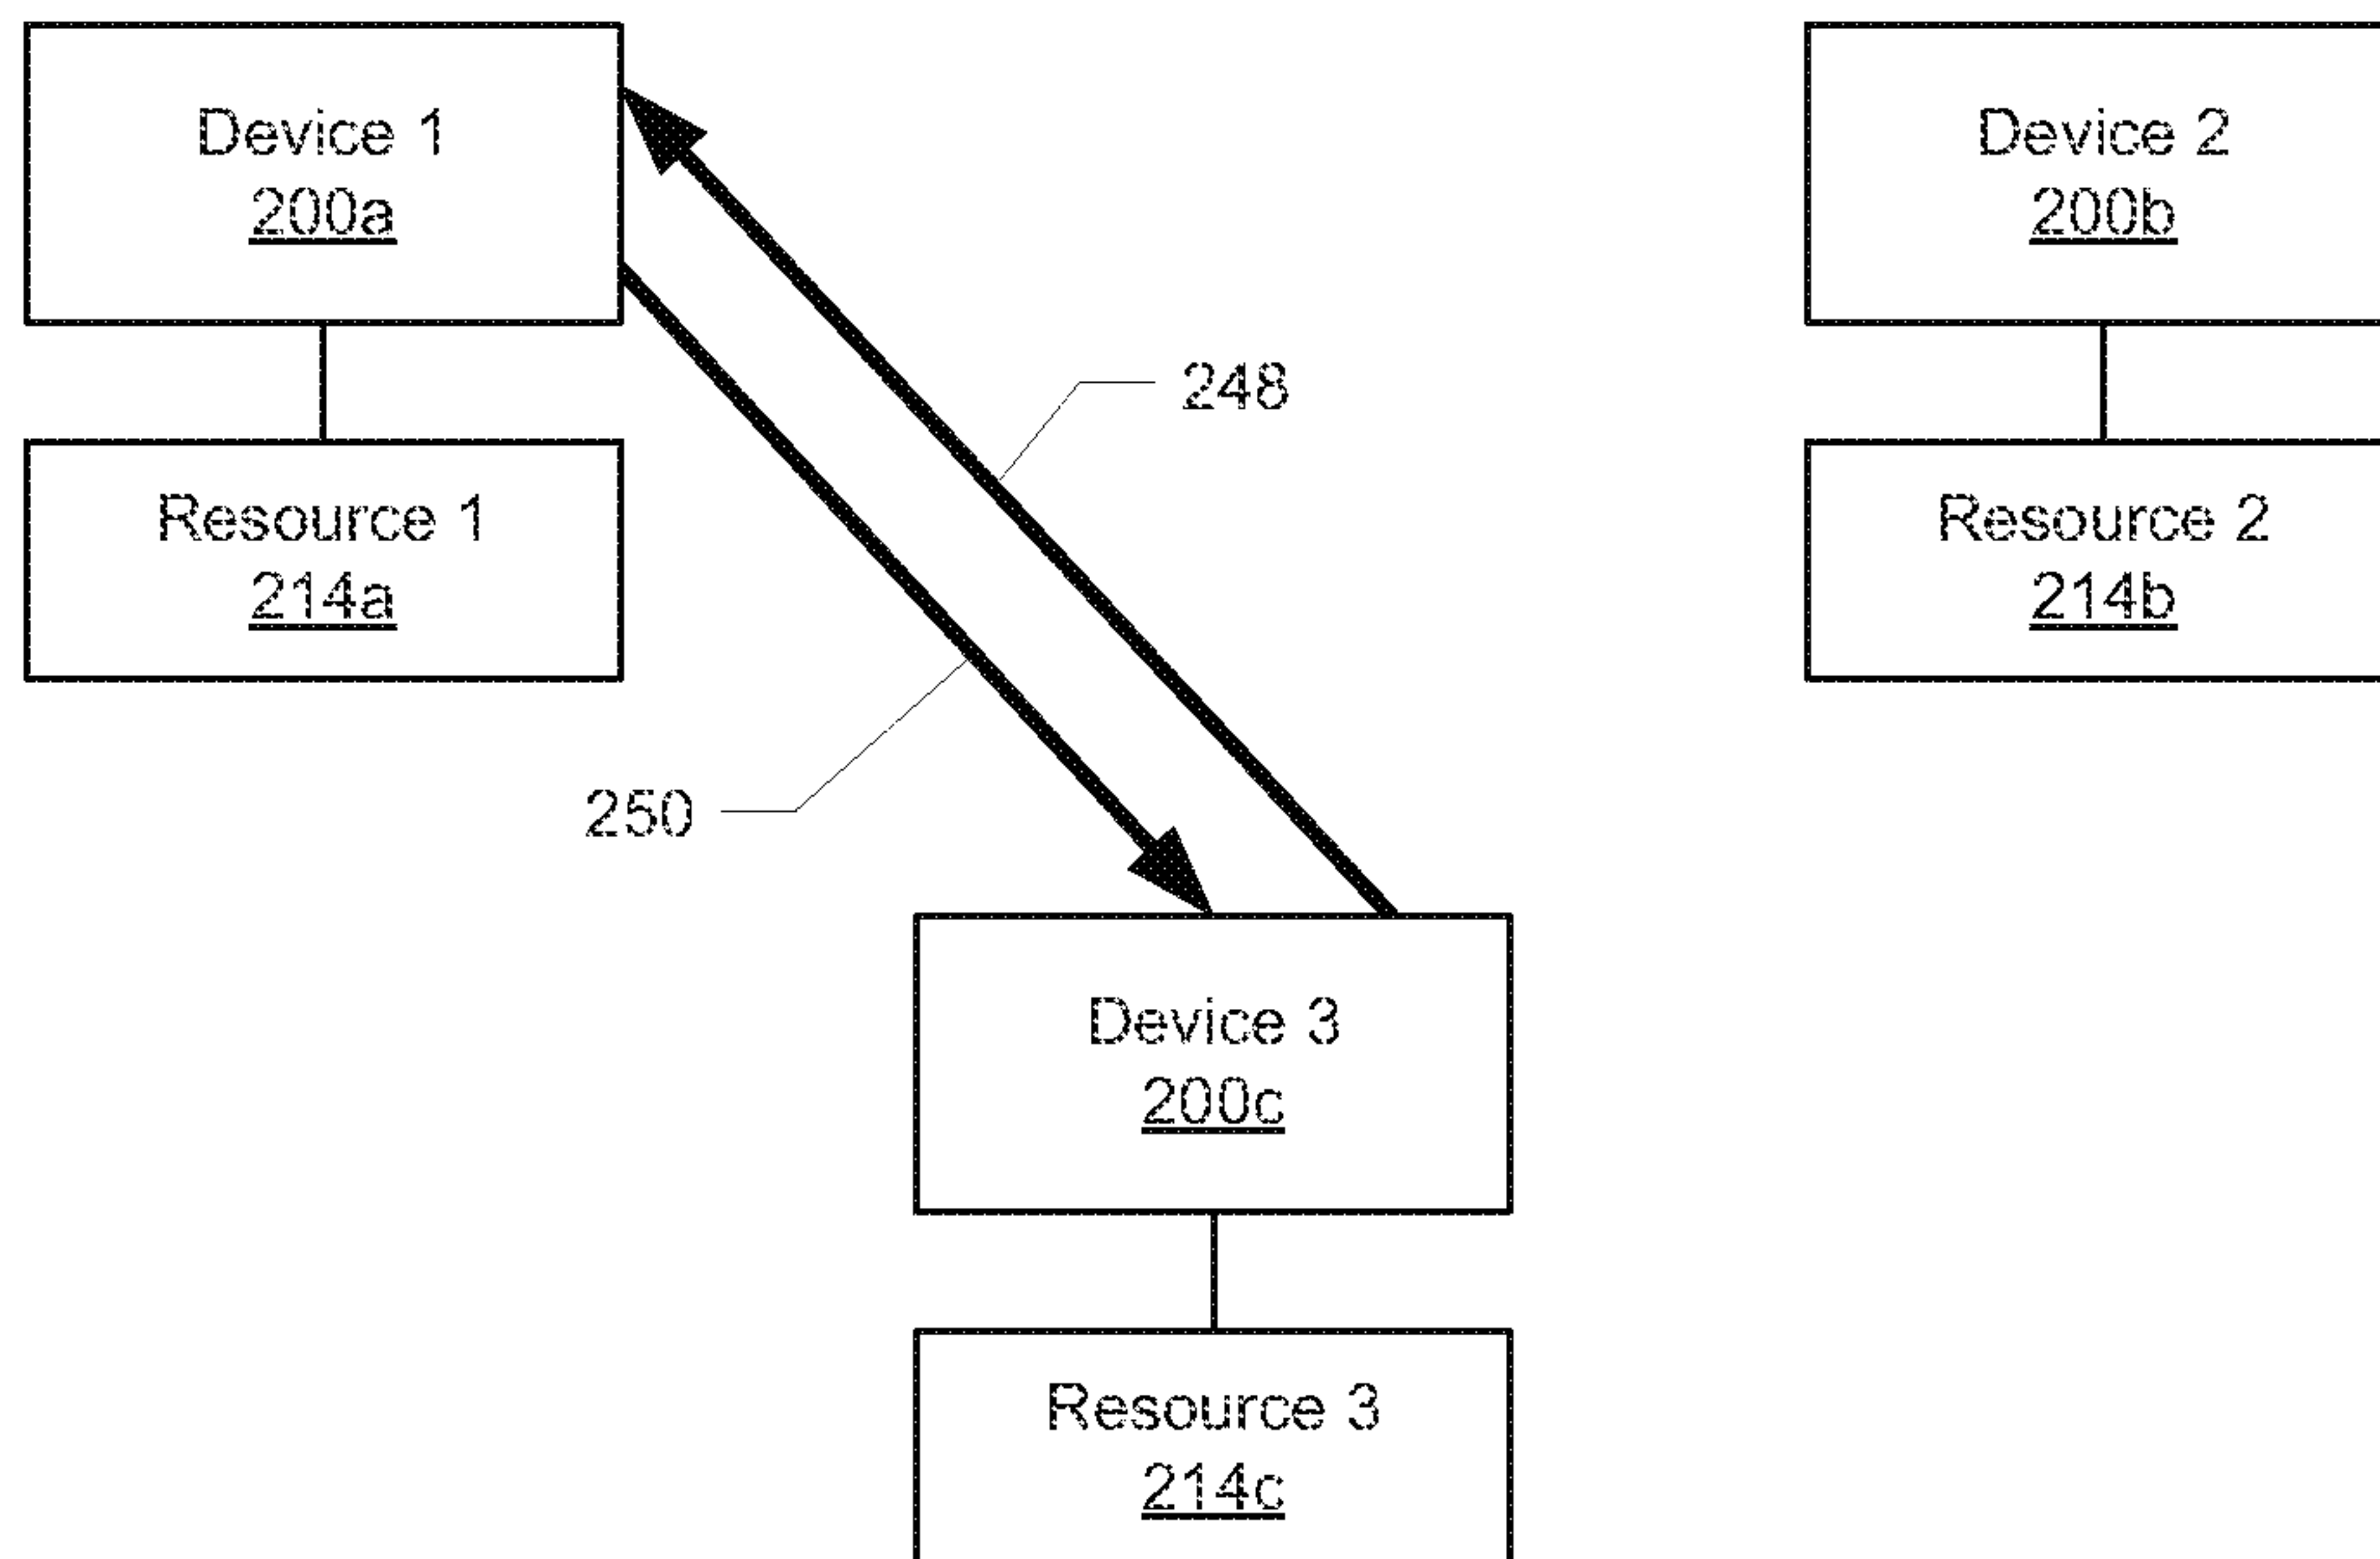 Device 1
200a
Device 2
200b
248
Resource 1
214a
Resource 2
214b
250
Device 3
200c
Resource 3
214c